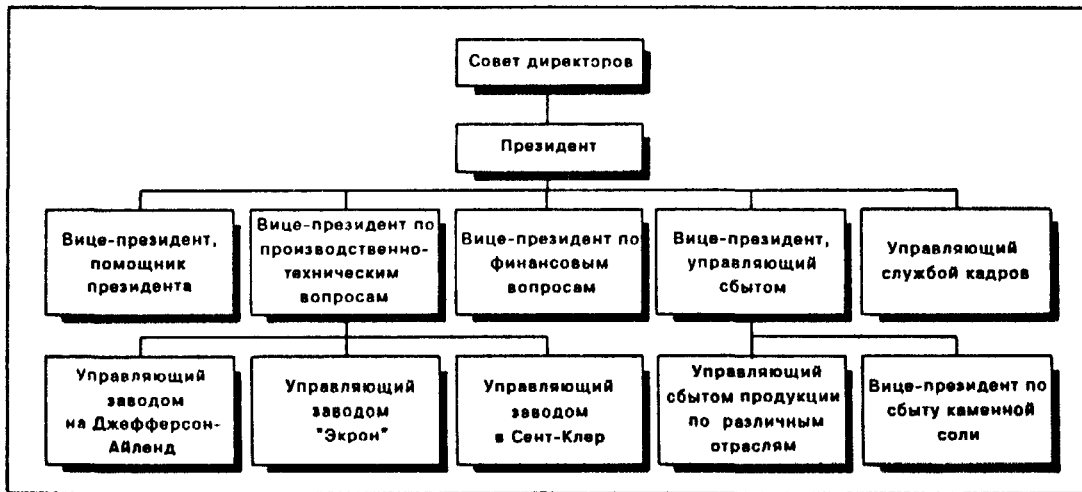 Совет директоров
Президент
Вице-президент,
помощник
президента
Вице-президент по
производственно-
техническим
вопросам
Вице-президент по
финансовым
вопросам
Вице-президент,
управляющий
сбытом
Управляющий
службой кадров
Управляющий
заводом
на Джефферсон-
Айленд
Управляющий
заводом
"Экрон"
Управляющий
заводом
в Сент-Клер
Управляющий
сбытом продукции
по различным
отраслям
Вице-президент по
сбыту каменной
соли